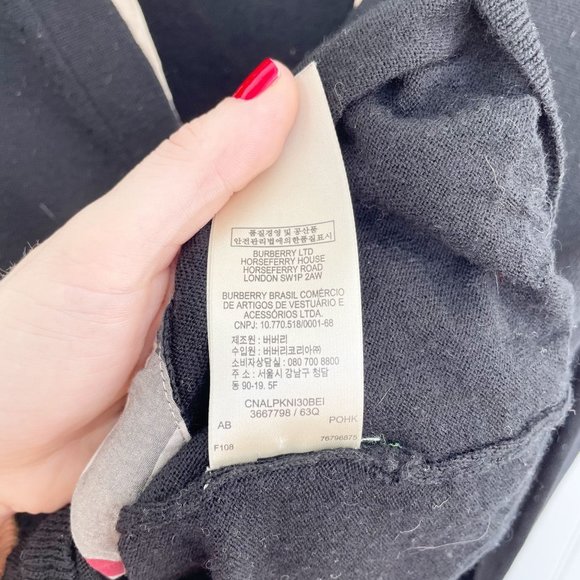 품질경영 및 공산품
안전관리법에의한품질표시
BURBERRY LTD
HORSEFERRY HOUSE
HORSEFERRY ROAD
LONDON SW1P 2AW
BURBERRY BRASIL COMÉRCIO
DE ARTIGOS DE VESTUÁRIO E
ACESSÓRIOS LTDA.
CNPJ: 10.770.518/0001-68
제조원 : 버버리
수입원 : 버버리코리아㈜
소비자상담실 : 080 700 8800
주 소 : 서울시 강남구 청담
동 90-19. 5F
CNALPKNI30BEI
3667798 / 63Q
AB POHK
F108 76796875